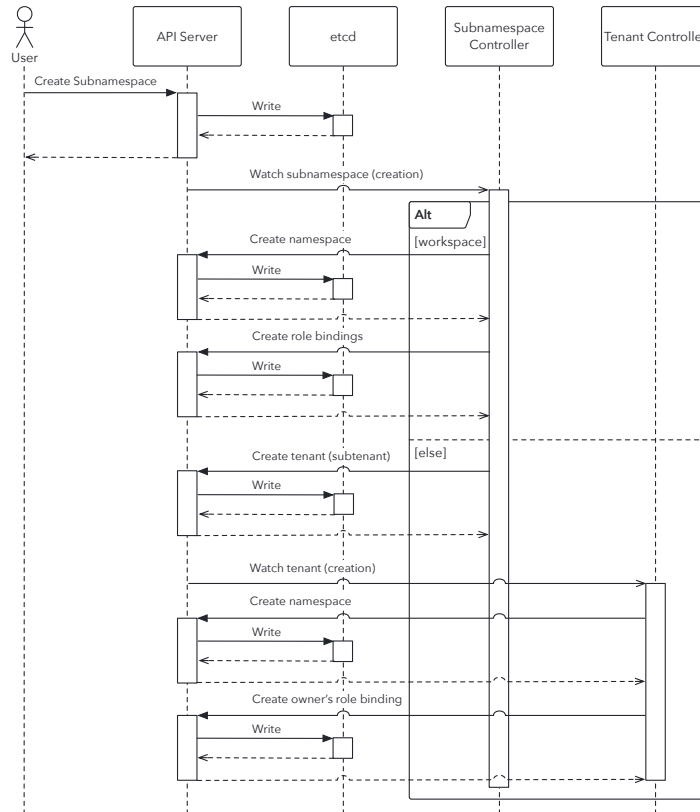 User
API Server
etcd
Subnamespace
Controller
Tenant Controlle
Create Subnamespace
Write
Watch subnamespace (creation)
Alt
[workspace]
Create namespace
Write
Create role bindings
Write
[else]
Create tenant (subtenant)
Write
Watch tenant (creation)
Create namespace
Write
Create owner's role binding
Write